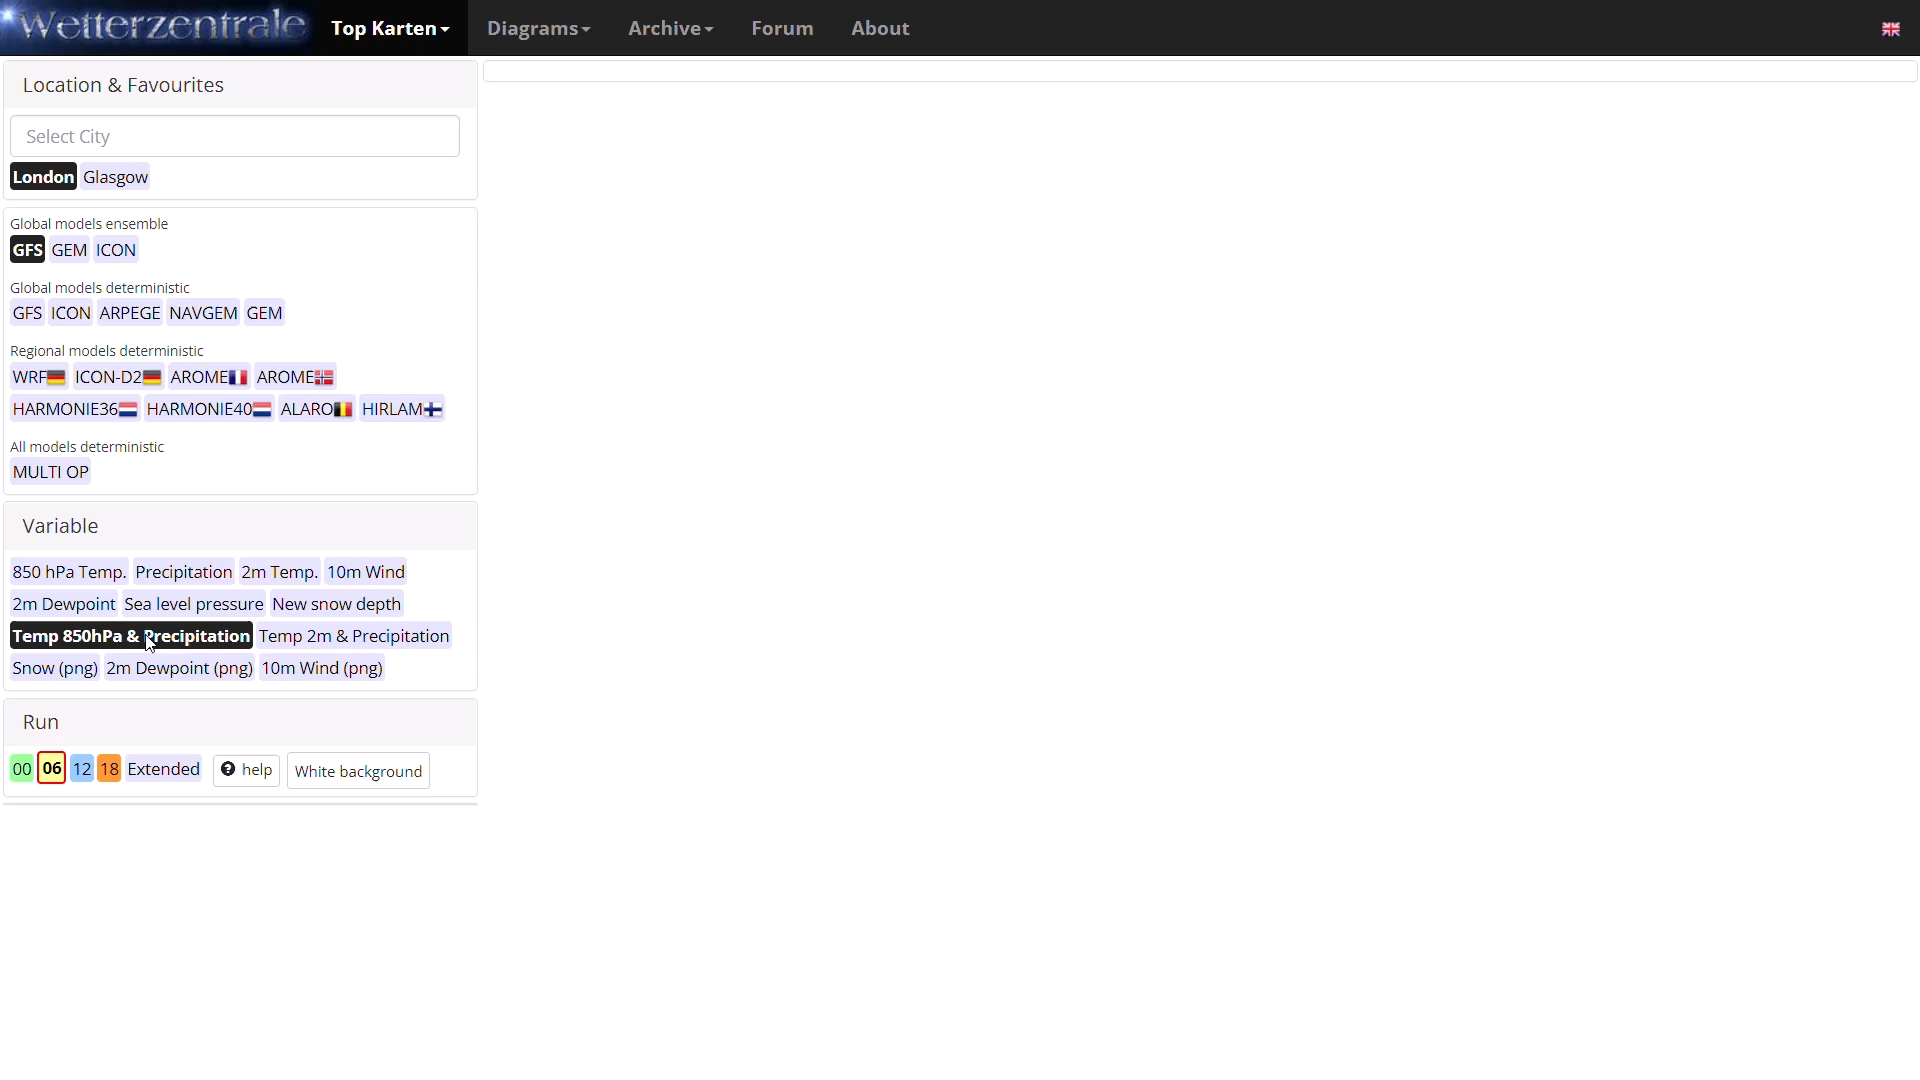 Wetterzentrale Top Karten Diagrams Archive Forum About
Location & Favourites
Select City
London Glasgow
Global models ensemble
GFS GEM ICON
Global models deterministic
GFS ICON ARPEGE NAVGEM GEM
Regional models deterministic
WRF ICON-D2 AROME AROME
HARMONIE36 HARMONIE40 ALARO HIRLAM
All models deterministic
MULTI OP
Variable
850 hPa Temp. Precipitation 2m Temp. 10m Wind
2m Dewpoint Sea level pressure New snow depth
Temp 850hPa & Precipitation Temp 2m & Precipitation
Snow (png) 2m Dewpoint (png) 10m Wind (png)
Run
00 06 12 18 Extended help White background